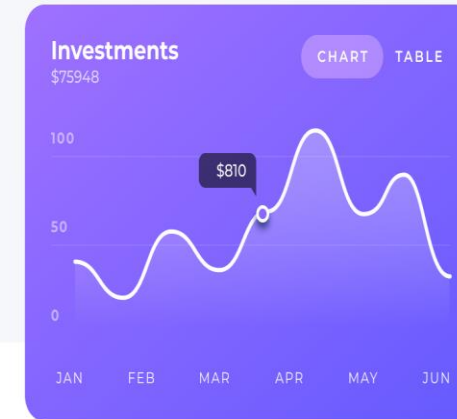 Investments
$75948
CHART TABLE
100
$810
50
0
JAN FEB MAR APR MAY JUN